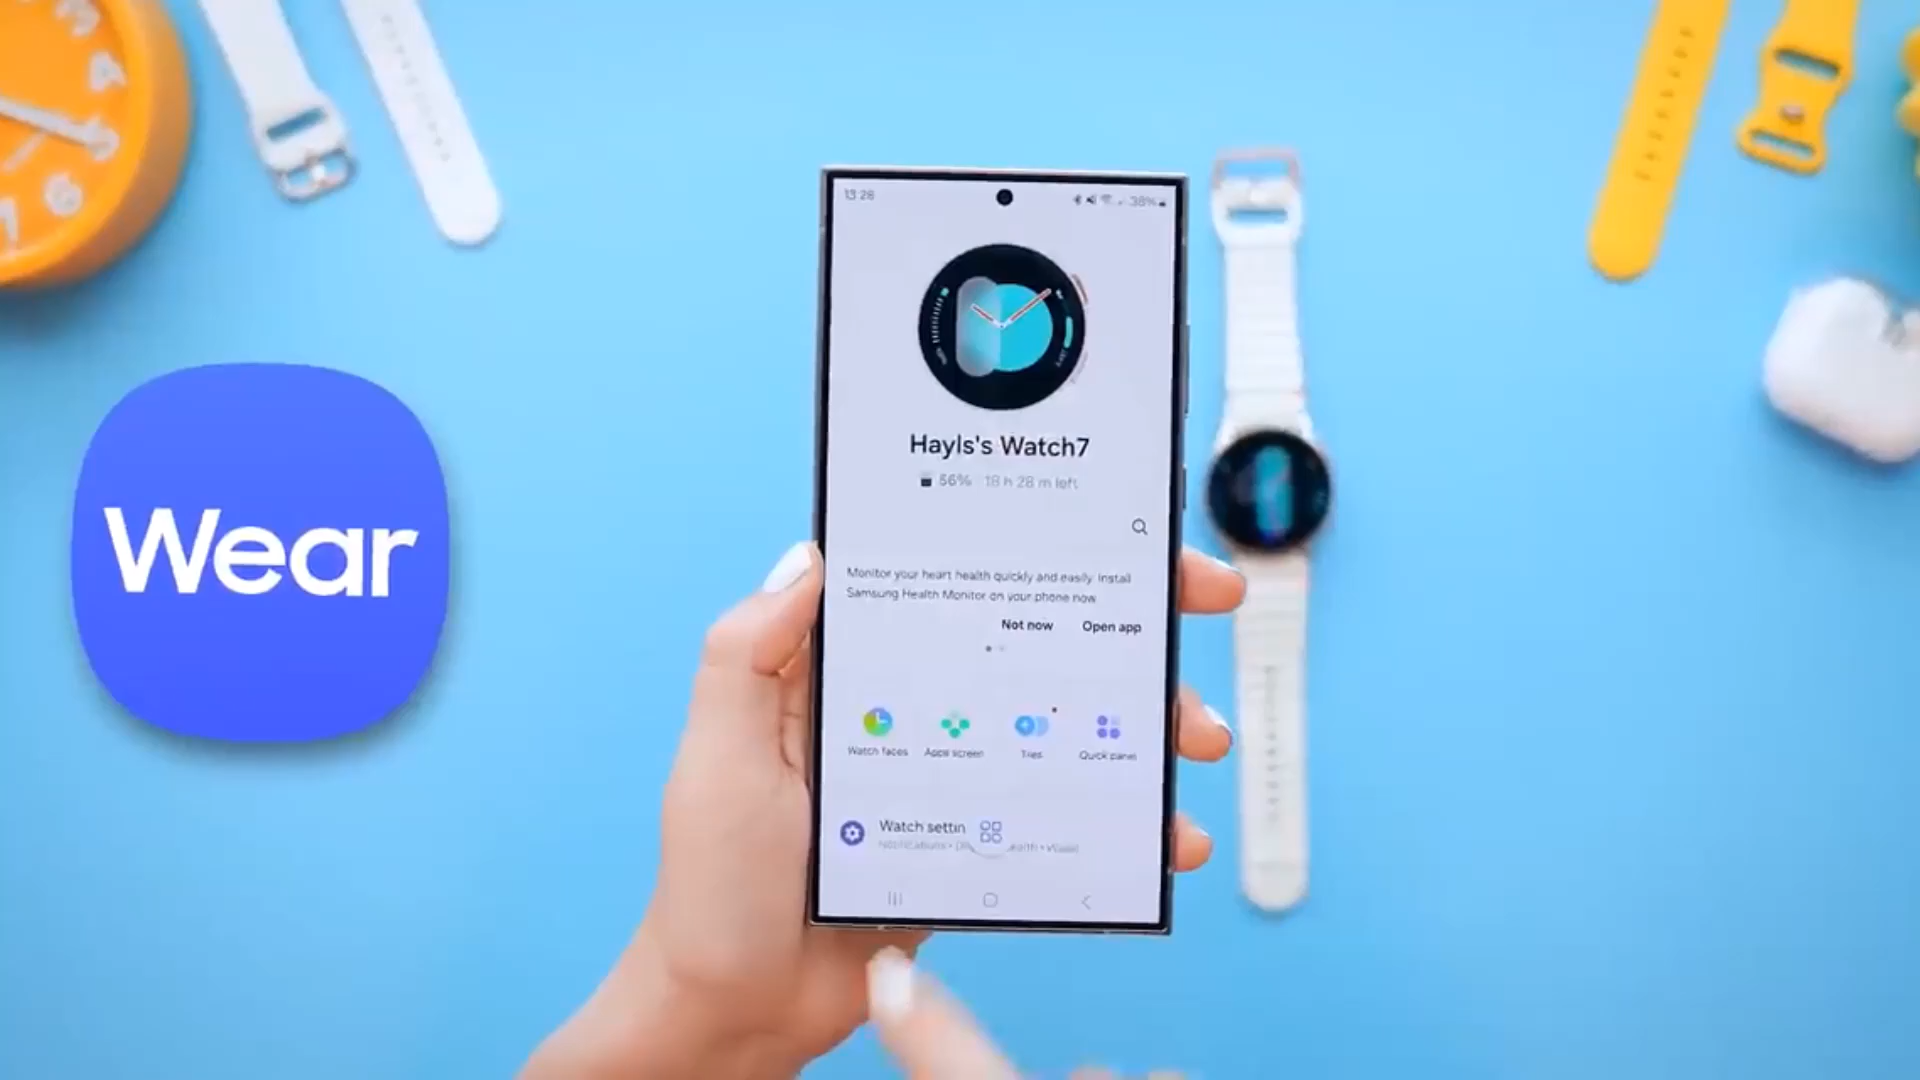 Wear
13:28
38%
Hayls's Watch7
56% 18 h 28 m left
Monitor your heart health quickly and easily. Install
Samsung Health Monitor on your phone now.
Not now Open app
Watch faces Apps screen Tiles Quick panel
Watch settin
Notifications •